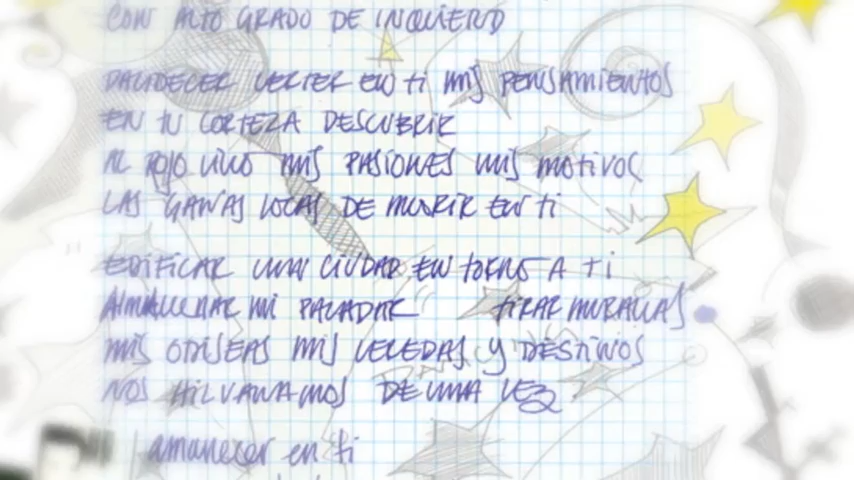 CON ALTO GRADO DE INQUIETUD
PALIDECER VERTER EN TI MIS PENSAMIENTOS
EN TU CORTEZA DESCUBRIR
AL ROJO VIVO MIS PASIONES MIS MOTIVOS
LAS GANAS LOCAS DE MORIR EN TI
EDIFICAR UNA CIUDAD EN TORNO A TI
MI PALADAR TIRAR MURALLAS
MIS ODISEAS MIS VEREDAS Y DESTINOS
NOS HILVANAMOS DE UNA VEZ
amanecer en ti